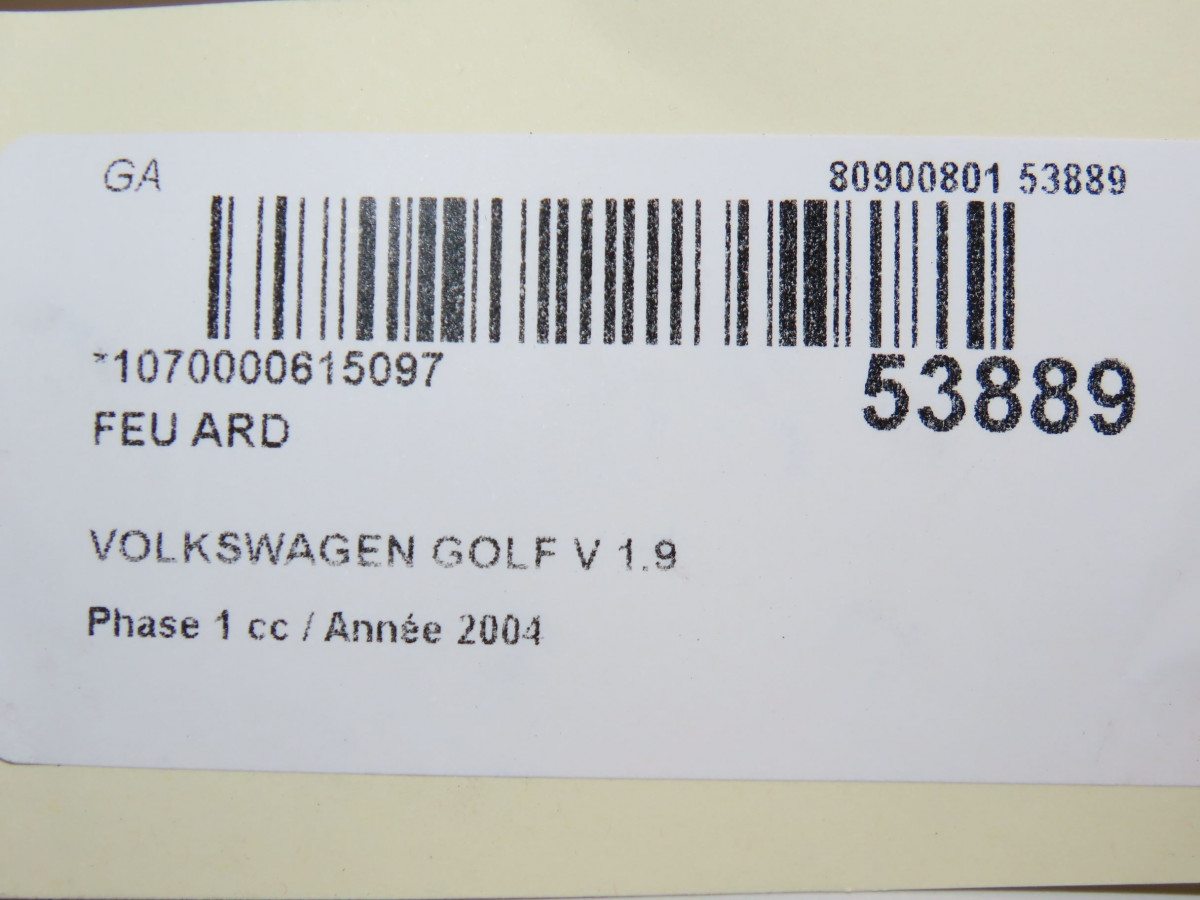 GA
80900801 53889
*1070000615097
53889
FEU ARD
VOLKSWAGEN GOLF V 1.9
Phase 1 cc / Année 2004